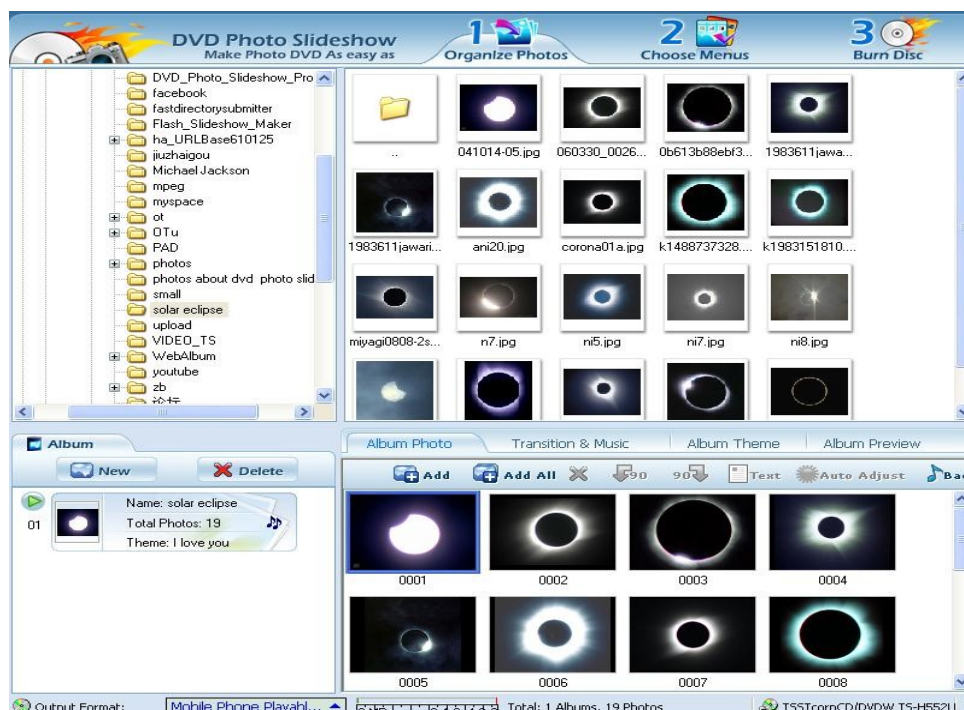 DVD Photo Slideshow
Make Photo DVD As easy as
1
Organize Photos
2
Choose Menus
3
Burn Disc
DVD_Photo_Slideshow_Pro
facebook
fastdirectorysubmitter
Flash_Slideshow_Maker
ha_URLBase610125
jiuzhaigou
Michael Jackson
mpeg
myspace
ot
OTu
PAD
photos
photos about dvd photo slid
small
solar eclipse
upload
VIDEO_TS
WebAlbum
youtube
zb
论坛
..
041014-05.jpg
060330_0026...
0b613b88ebf3...
1983611jawa...
1983611jawari...
ani20.jpg
corona01a.jpg
k1488737328....
k1983151810....
miyagi0808-2s...
n7.jpg
ni5.jpg
ni7.jpg
ni8.jpg
Album
New
Delete
01
Name: solar eclipse
Total Photos: 19
Theme: I love you
Album Photo
Transition & Music
Album Theme
Album Preview
Add
Add All
90
90
Text
Auto Adjust
Ba
0001
0002
0003
0004
0005
0006
0007
0008
Output Format:
Mobile Phone Playabl...
Total: 1 Albums, 19 Photos
TSSTcorpCD/DVDW TS-H552U